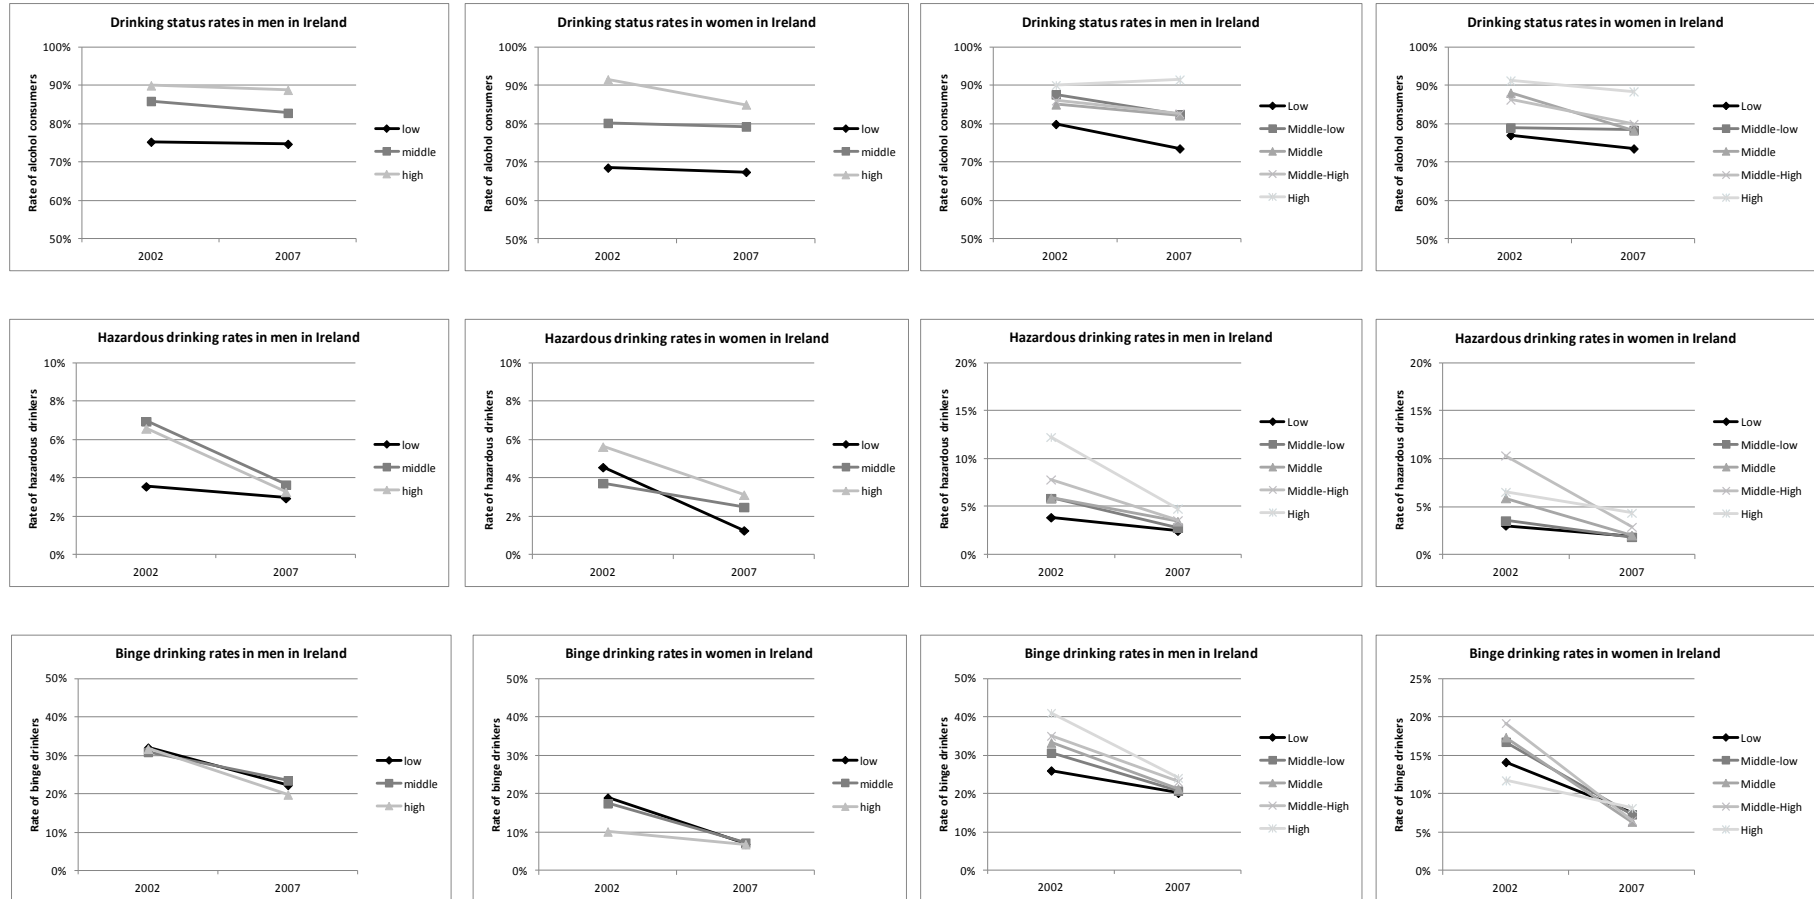 Drinking status rates in men in Ireland
Rate of alcohol consumers
100%
90%
80%
70%
60%
50%
2002
2007
low
middle
high
Drinking status rates in women in Ireland
Rate of alcohol consumers
100%
90%
80%
70%
60%
50%
2002
2007
low
middle
high
Drinking status rates in men in Ireland
Rate of alcohol consumers
100%
90%
80%
70%
60%
50%
2002
2007
Low
Middle-low
Middle
Middle-High
High
Drinking status rates in women in Ireland
Rate of alcohol consumers
100%
90%
80%
70%
60%
50%
2002
2007
Low
Middle-low
Middle
Middle-High
High
Hazardous drinking rates in men in Ireland
Rate of hazardous drinkers
10%
8%
6%
4%
2%
0%
2002
2007
low
middle
high
Hazardous drinking rates in women in Ireland
Rate of hazardous drinkers
10%
8%
6%
4%
2%
0%
2002
2007
low
middle
high
Hazardous drinking rates in men in Ireland
Rate of hazardous drinkers
20%
15%
10%
5%
0%
2002
2007
Low
Middle-low
Middle
Middle-High
High
Hazardous drinking rates in women in Ireland
Rate of hazardous drinkers
20%
15%
10%
5%
0%
2002
2007
Low
Middle-low
Middle
Middle-High
High
Binge drinking rates in men in Ireland
Rate of binge drinkers
50%
40%
30%
20%
10%
0%
2002
2007
low
middle
high
Binge drinking rates in women in Ireland
Rate of binge drinkers
50%
40%
30%
20%
10%
0%
2002
2007
low
middle
high
Binge drinking rates in men in Ireland
Rate of binge drinkers
50%
40%
30%
20%
10%
0%
2002
2007
Low
Middle-low
Middle
Middle-High
High
Binge drinking rates in women in Ireland
Rate of binge drinkers
25%
20%
15%
10%
5%
0%
2002
2007
Low
Middle-low
Middle
Middle-High
High